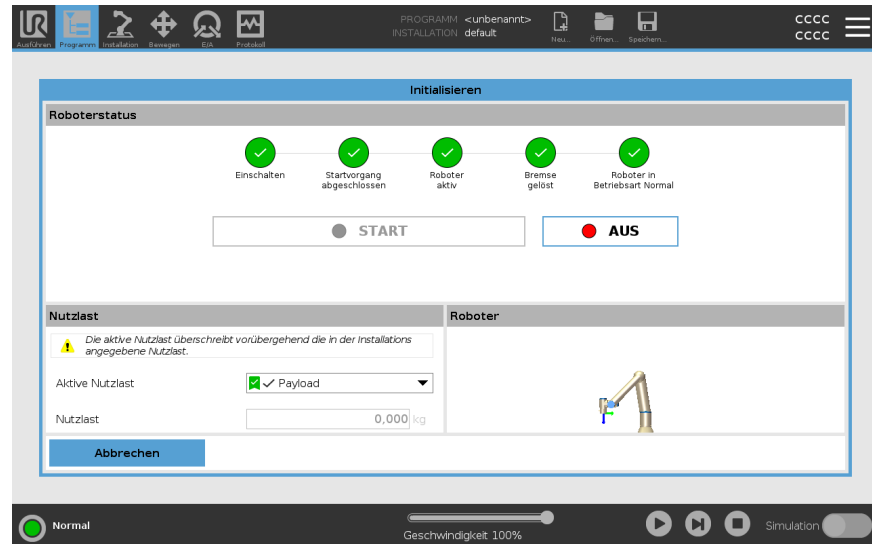 UR
PROGRAMM <unbenannt>
INSTALLATION default
cccc
cccc
Ausführen Programm Installation Bewegen E/A Protokoll Neu... Öffnen... Speichern...
Initialisieren
Roboterstatus
Einschalten
Startvorgang
abgeschlossen
Roboter
aktiv
Bremse
gelöst
Roboter in
Betriebsart Normal
START
AUS
Nutzlast
Roboter
Die aktive Nutzlast überschreibt vorübergehend die in der Installations
angegebene Nutzlast.
Aktive Nutzlast
Payload
Nutzlast
0,000 kg
Abbrechen
Normal
Geschwindigkeit 100%
Simulation